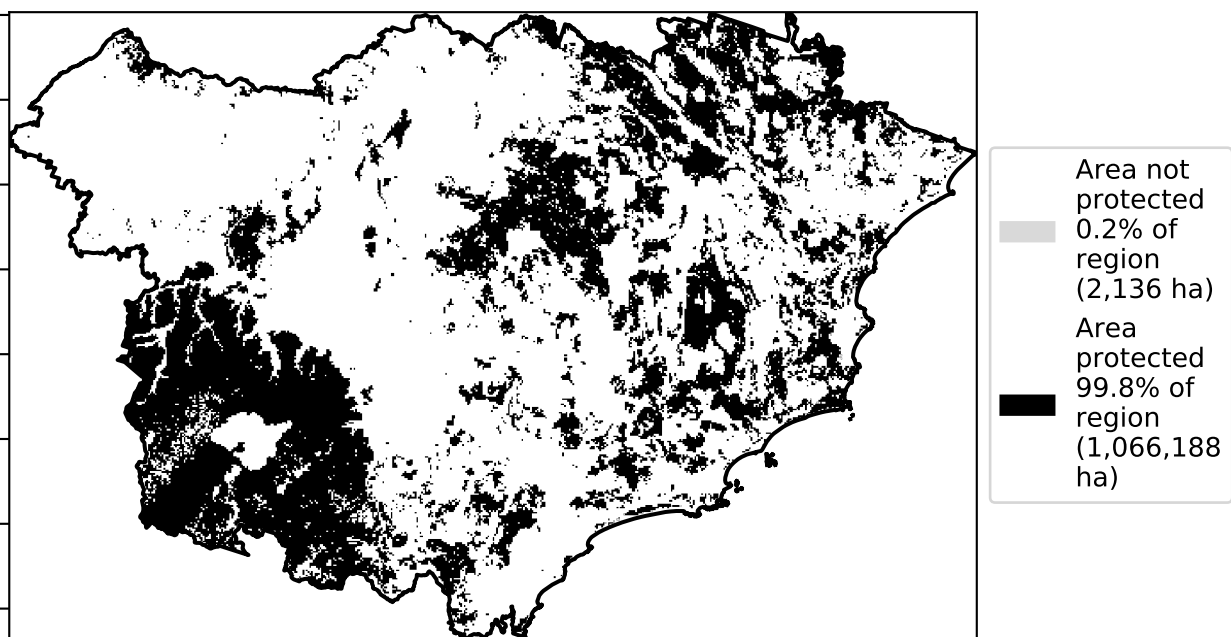 Area not
protected
0.2% of
region
(2,136 ha)
Area
protected
99.8% of
region
(1,066,188
ha)